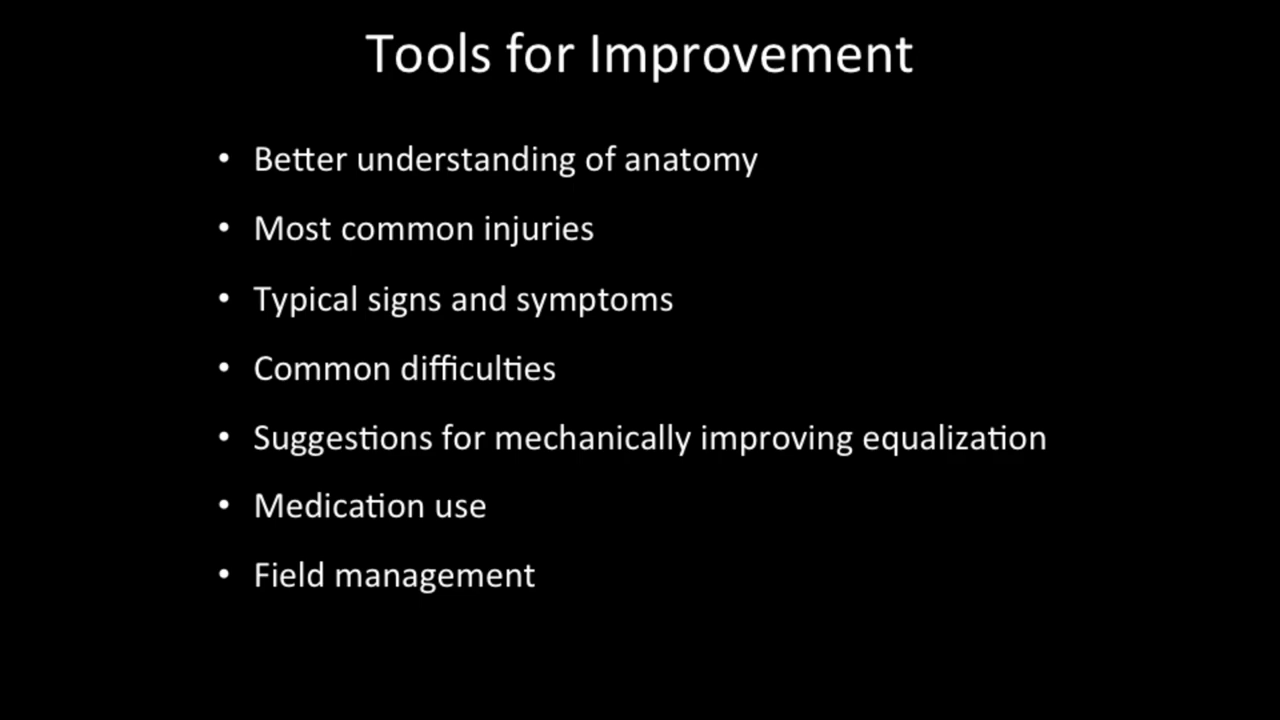 Tools for Improvement
• Better understanding of anatomy
• Most common injuries
• Typical signs and symptoms
• Common difficulties
• Suggestions for mechanically improving equalization
• Medication use
• Field management